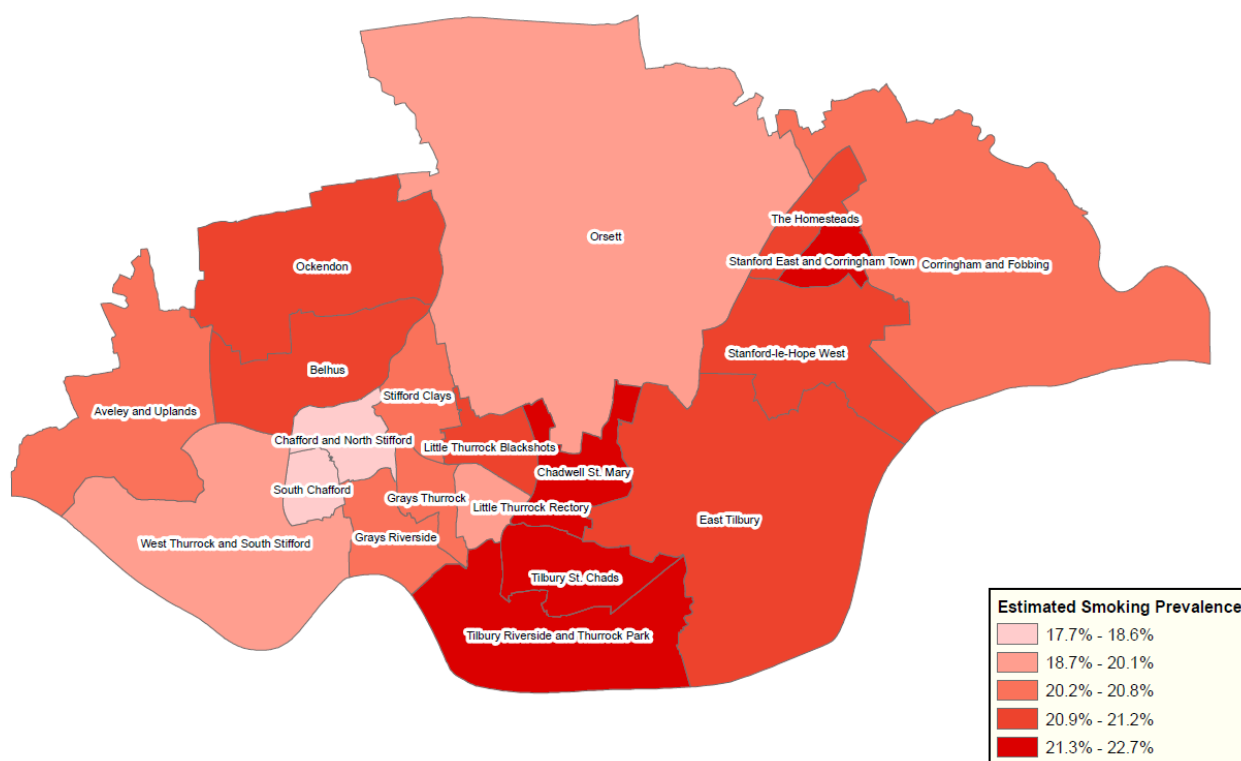 Orsett
The Homesteads
Ockendon
Stanford East and Corringham Town
Corringham and Fobbing
Stanford-le-Hope West
Belhus
Stifford Clays
Aveley and Uplands
Chafford and North Stifford
Little Thurrock Blackshots
Chadwell St. Mary
South Chafford
Grays Thurrock
Little Thurrock Rectory
East Tilbury
West Thurrock and South Stifford
Grays Riverside
Tilbury St. Chads
Tilbury Riverside and Thurrock Park
Estimated Smoking Prevalence
17.7% - 18.6%
18.7% - 20.1%
20.2% - 20.8%
20.9% - 21.2%
21.3% - 22.7%